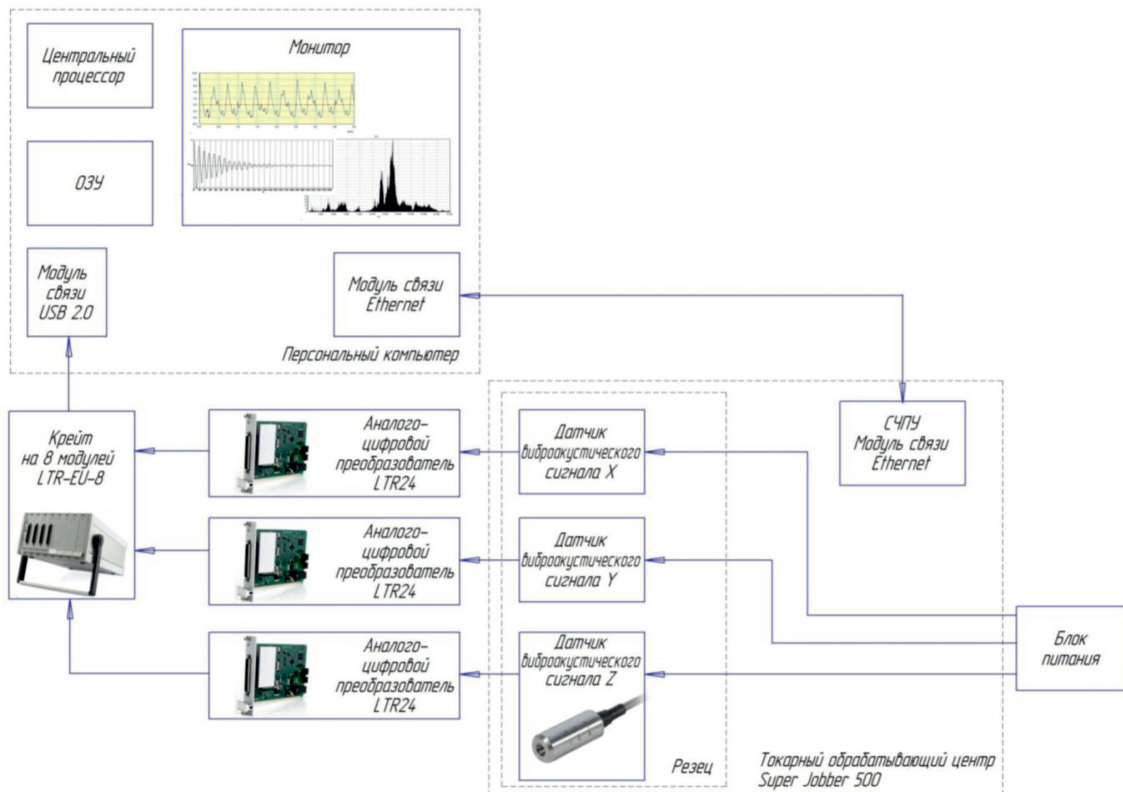 Центральный
процессор
Монитор
ОЗУ
Модуль
связи
USB 2.0
Модуль связи
Ethernet
Персональный компьютер
Крейт
на 8 модулей
LTR-EU-8
Аналого-
цифровой
преобразователь
LTR24
Датчик
виброакустического
сигнала X
СЧПУ
Модуль связи
Ethernet
Аналого-
цифровой
преобразователь
LTR24
Датчик
виброакустического
сигнала Y
Аналого-
цифровой
преобразователь
LTR24
Датчик
виброакустического
сигнала Z
Блок
питания
Резец
Токарный обрабатывающий центр
Super Jobber 500